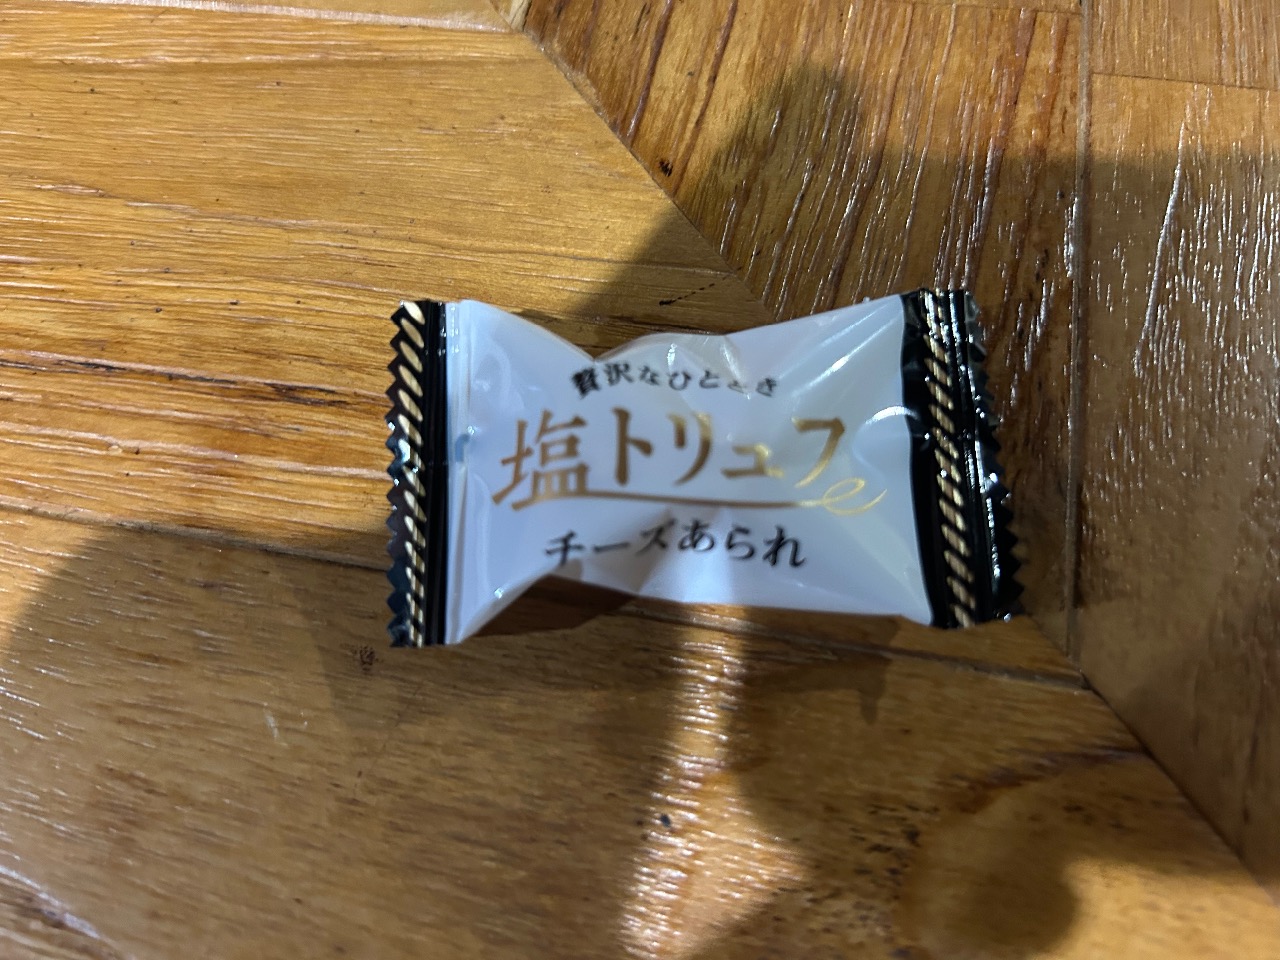 贅沢なひととき
塩トリュフ
チーズあられ